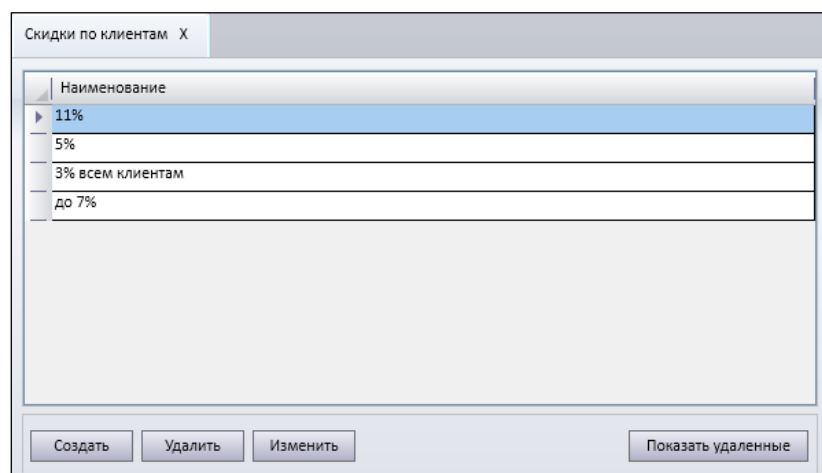 Скидки по клиентам X
Наименование
11%
5%
3% всем клиентам
до 7%
Создать Удалить Изменить Показать удаленные